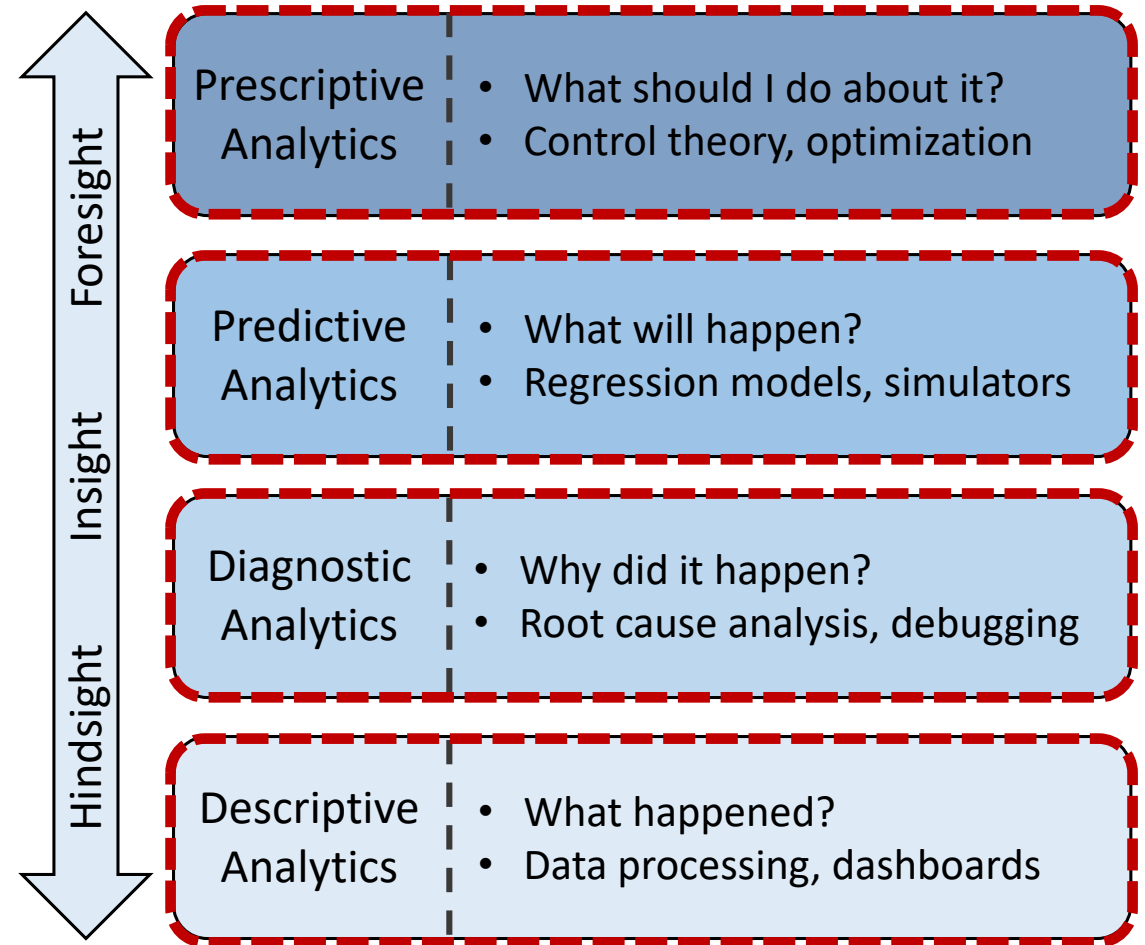 Foresight
Insight
Hindsight
Prescriptive
Analytics
• What should I do about it?
• Control theory, optimization
Predictive
Analytics
• What will happen?
• Regression models, simulators
Diagnostic
Analytics
• Why did it happen?
• Root cause analysis, debugging
Descriptive
Analytics
• What happened?
• Data processing, dashboards